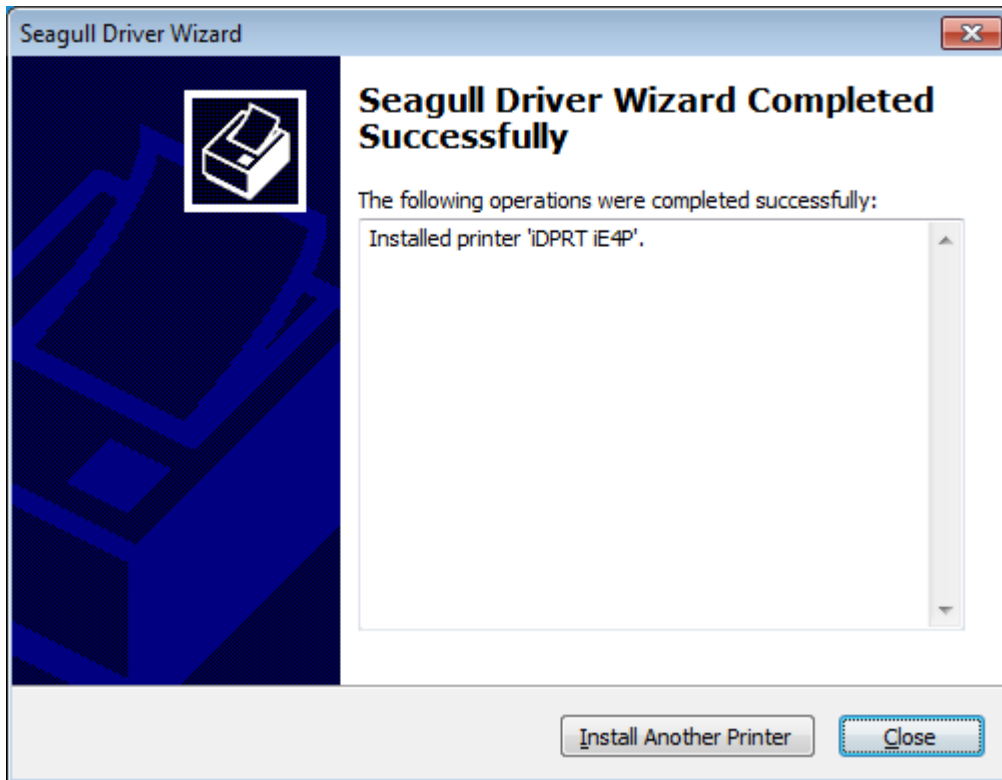 Seagull Driver Wizard
Seagull Driver Wizard Completed
Successfully
The following operations were completed successfully:
Installed printer 'iDPRT iE4P'.
Install Another Printer
Close